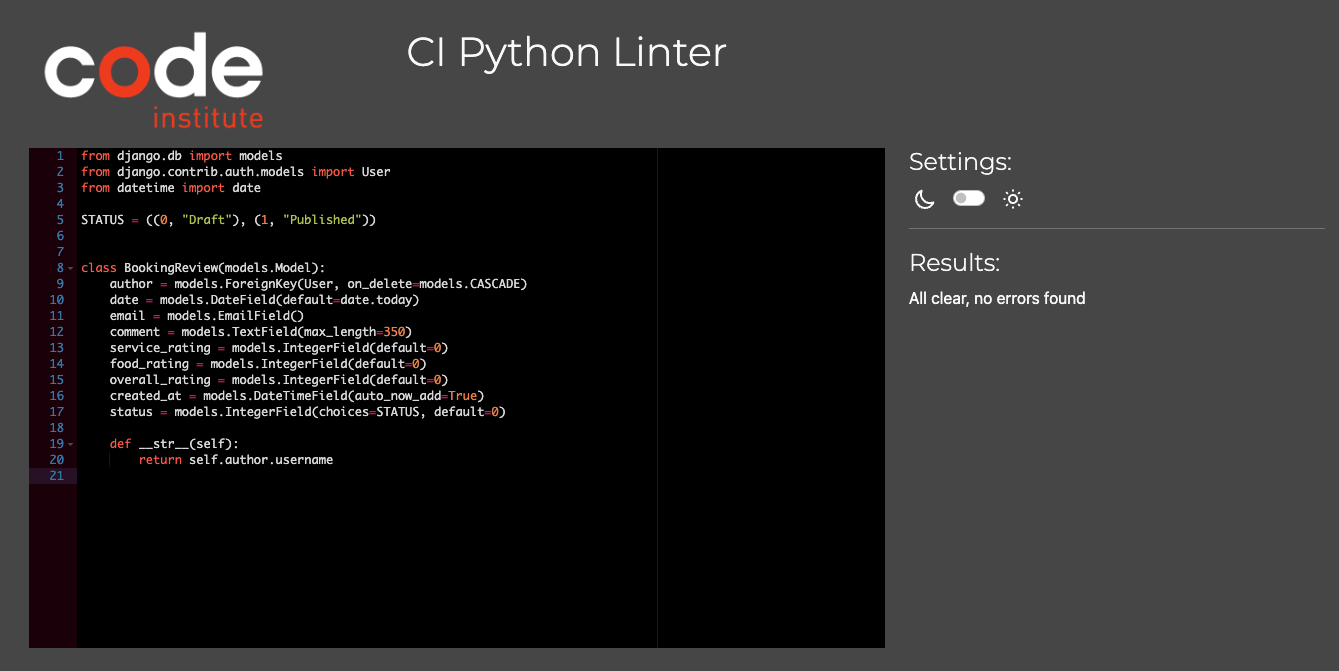 code
institute
CI Python Linter
1 from django.db import models
2 from django.contrib.auth.models import User
3 from datetime import date
4
5 STATUS = ((0, "Draft"), (1, "Published"))
6
7
8 class BookingReview(models.Model):
9     author = models.ForeignKey(User, on_delete=models.CASCADE)
10     date = models.DateField(default=date.today)
11     email = models.EmailField()
12     comment = models.TextField(max_length=350)
13     service_rating = models.IntegerField(default=0)
14     food_rating = models.IntegerField(default=0)
15     overall_rating = models.IntegerField(default=0)
16     created_at = models.DateTimeField(auto_now_add=True)
17     status = models.IntegerField(choices=STATUS, default=0)
18
19     def __str__(self):
20         return self.author.username
21
Settings:
Results:
All clear, no errors found